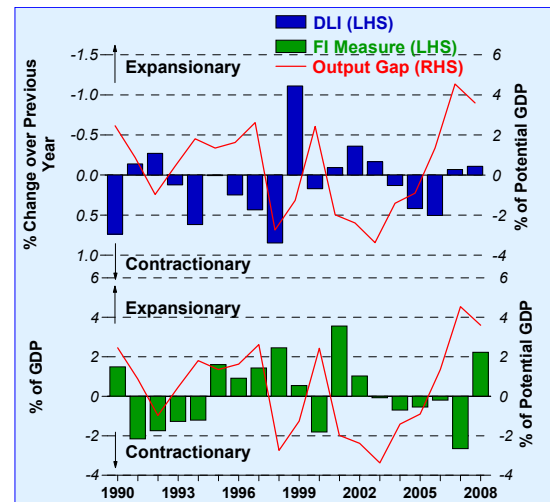 DLI (LHS)
FI Measure (LHS)
Output Gap (RHS)
-1.5
-1.0
-0.5
0.0
0.5
1.0
6
4
2
0
-2
-4
% Change over Previous
Year
% of Potential GDP
Expansionary
Contractionary
6
4
2
0
-2
-4
6
4
2
0
-2
-4
% of GDP
% of Potential GDP
Expansionary
Contractionary
1990 1993 1996 1999 2002 2005 2008